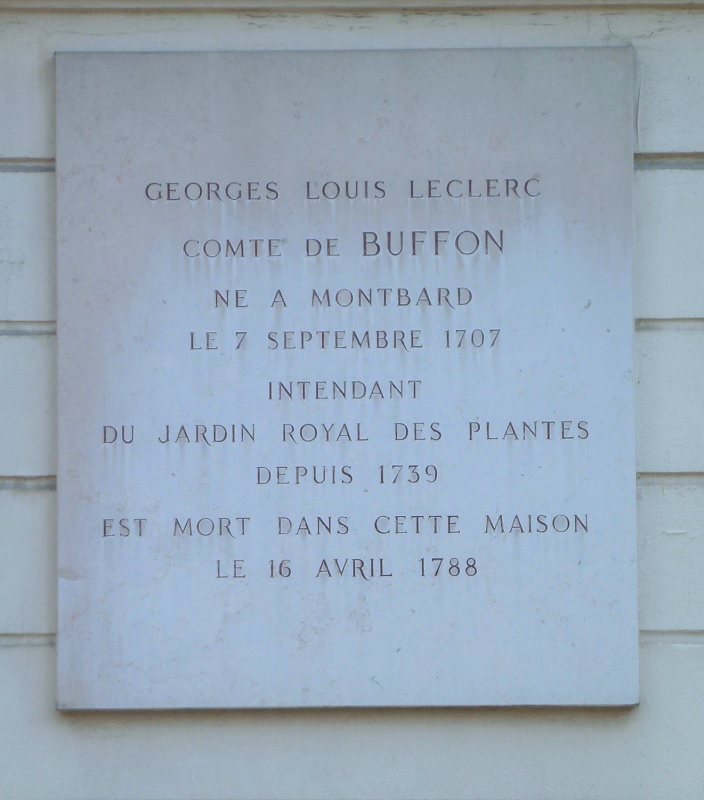 GEORGES LOUIS LECLERC
COMTE DE BUFFON
NE A MONTBARD
LE 7 SEPTEMBRE 1707
INTENDANT
DU JARDIN ROYAL DES PLANTES
DEPUIS 1739
EST MORT DANS CETTE MAISON
LE 16 AVRIL 1788